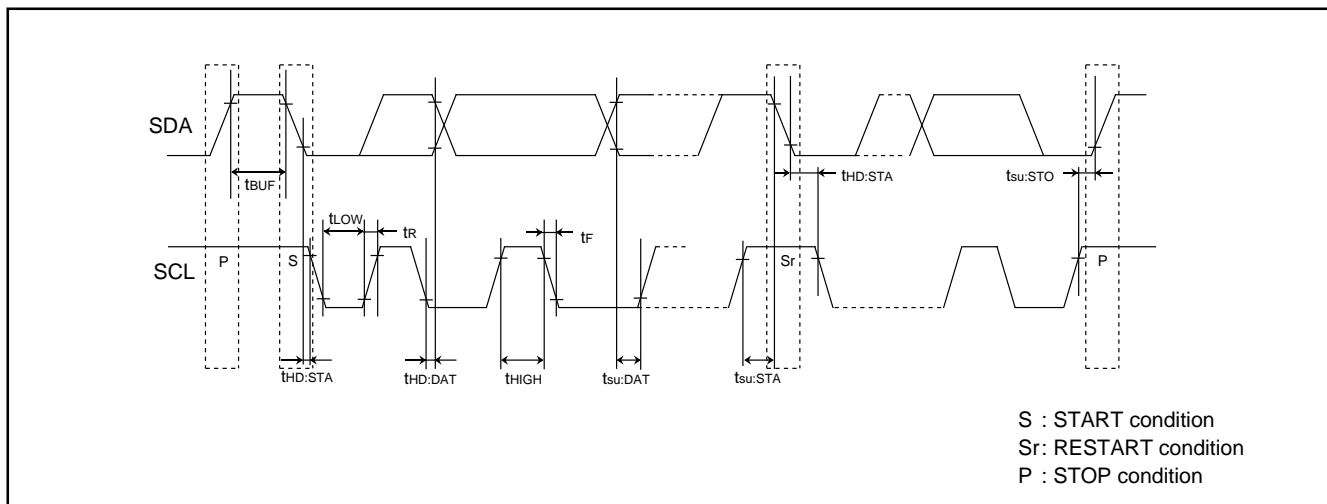 SDA
tBUF
tHD:STA
tsu:STO
tLOW
tR
tF
SCL
P
S
Sr
P
tHD:STA
tHD:DAT
tHIGH
tsu:DAT
tsu:STA
S : START condition
Sr: RESTART condition
P : STOP condition